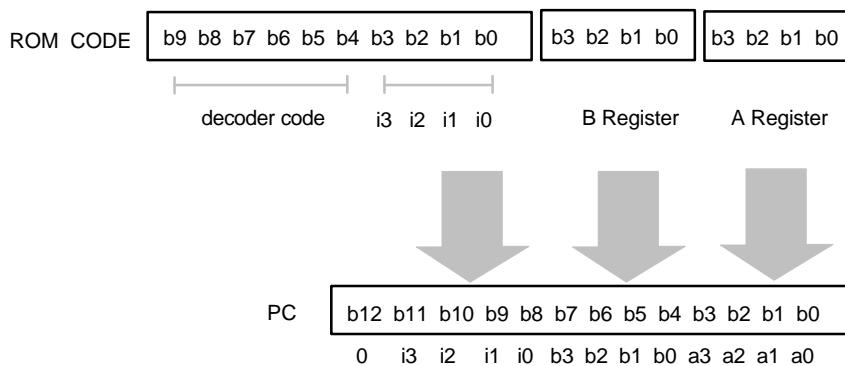 ROM CODE b9 b8 b7 b6 b5 b4 b3 b2 b1 b0 b3 b2 b1 b0 b3 b2 b1 b0
decoder code i3 i2 i1 i0 B Register A Register
PC b12 b11 b10 b9 b8 b7 b6 b5 b4 b3 b2 b1 b0
0 i3 i2 i1 i0 b3 b2 b1 b0 a3 a2 a1 a0